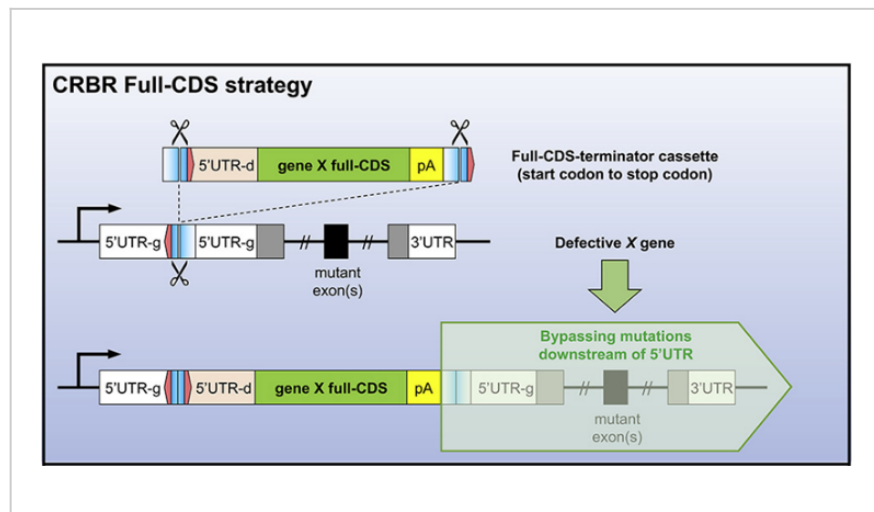 CRBR Full-CDS strategy
5'UTR-d gene X full-CDS pA
Full-CDS-terminator cassette
(start codon to stop codon)
5'UTR-g 5'UTR-g // // 3'UTR
mutant
exon(s)
Defective X gene
Bypassing mutations
downstream of 5'UTR
5'UTR-g 5'UTR-d gene X full-CDS pA 5'UTR-g // // 3'UTR
mutant
exon(s)